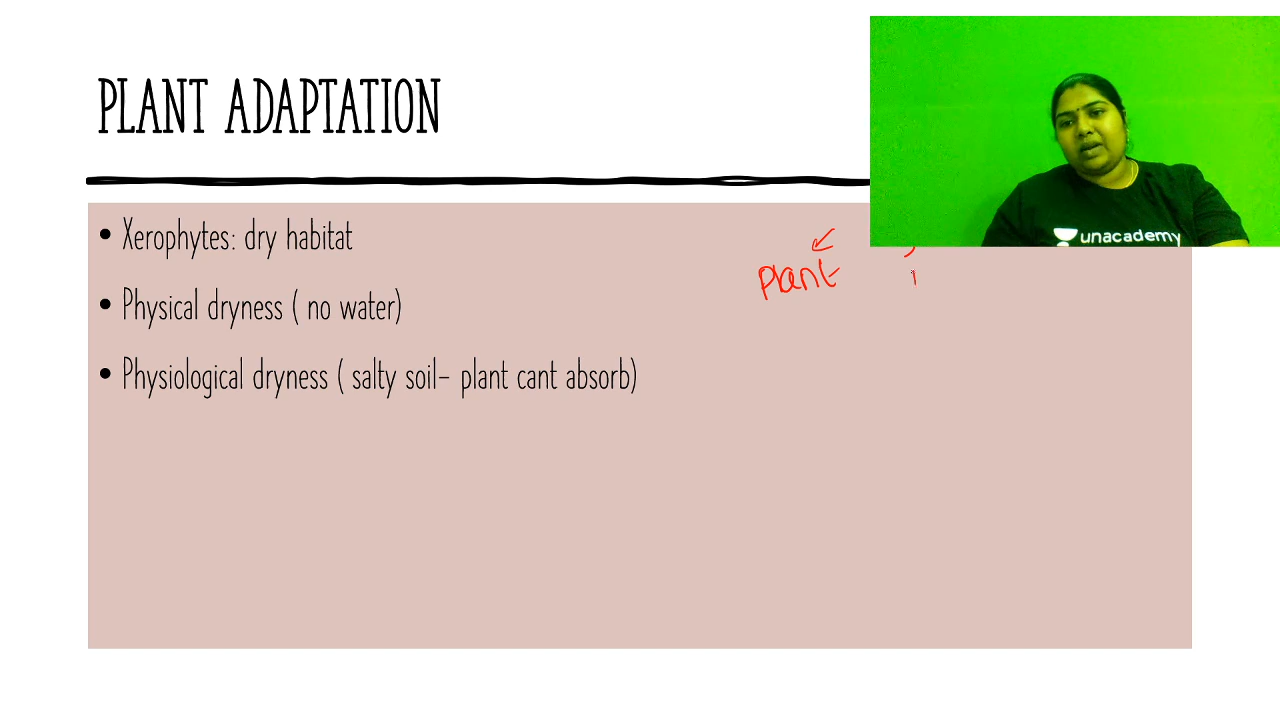 PLANT ADAPTATION
unacademy
• Xerophytes: dry habitat
Plant
• Physical dryness ( no water)
• Physiological dryness ( salty soil- plant cant absorb)